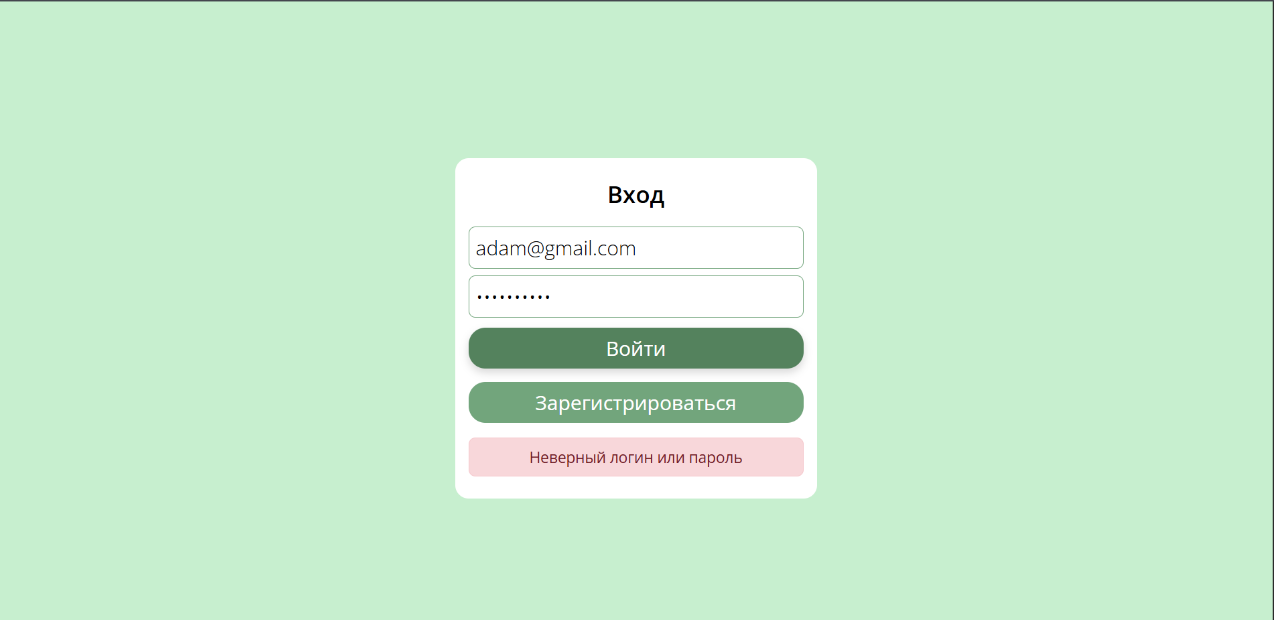 Вход
adam@gmail.com
••••••••••
Войти
Зарегистрироваться
Неверный логин или пароль